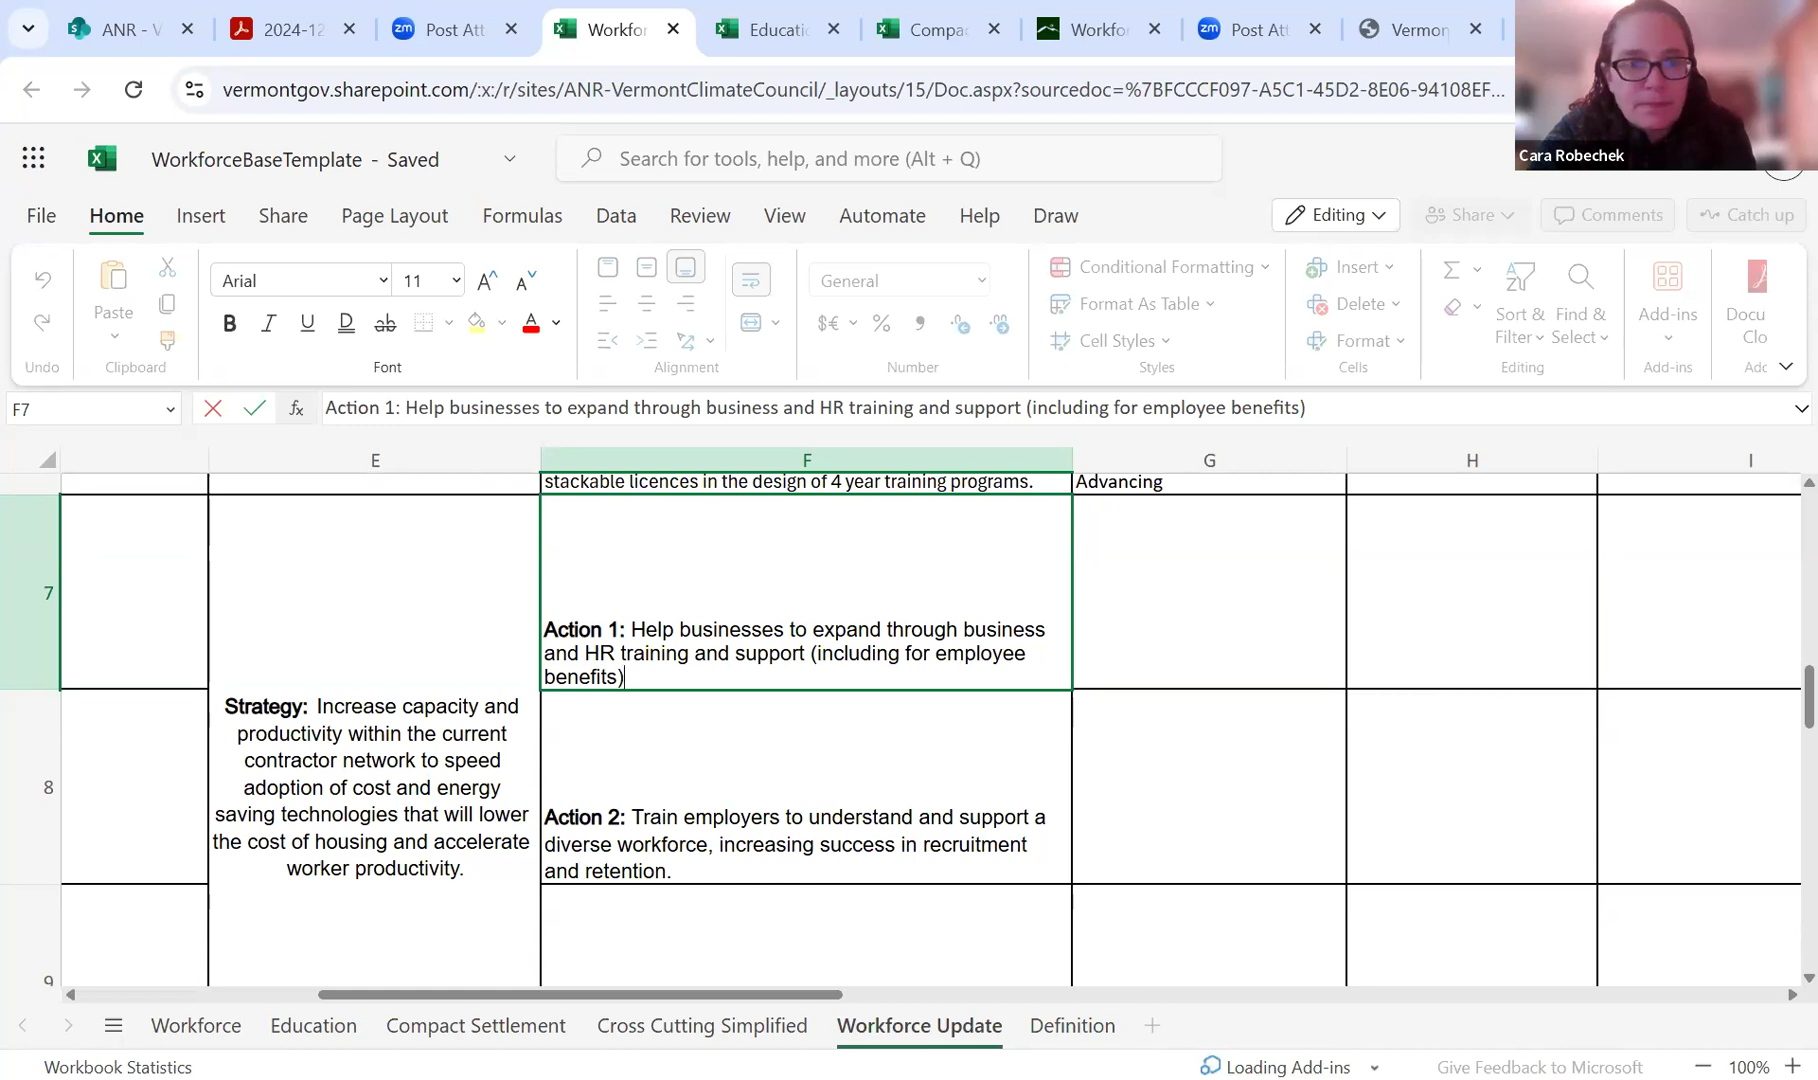 ANR - V
2024-12
Post Att
Workfor
Educati
Compac
Workfo
Post Att
Vermon
vermontgov.sharepoint.com/:x:/r/sites/ANR-VermontClimateCouncil/_layouts/15/Doc.aspx?sourcedoc=%7BFCCCF097-A5C1-45D2-8E06-94108EF...
Cara Robechek
WorkforceBaseTemplate - Saved
Search for tools, help, and more (Alt + Q)
File Home Insert Share Page Layout Formulas Data Review View Automate Help Draw
Editing Share Comments Catch up
Paste
Arial 11
General
Conditional Formatting
Format As Table
Cell Styles
Insert
Delete
Format
Sort & Filter
Find & Select
Add-ins
Docu
Clo
Undo Clipboard Font Alignment Number Styles Cells Editing Add-ins Adc
F7 fx Action 1: Help businesses to expand through business and HR training and support (including for employee benefits)
E F G H I
stackable licences in the design of 4 year training programs. Advancing
7
Action 1: Help businesses to expand through business
and HR training and support (including for employee
benefits)
Strategy: Increase capacity and
productivity within the current
contractor network to speed
adoption of cost and energy
saving technologies that will lower
the cost of housing and accelerate
worker productivity.
8
Action 2: Train employers to understand and support a
diverse workforce, increasing success in recruitment
and retention.
9
Workforce Education Compact Settlement Cross Cutting Simplified Workforce Update Definition
Workbook Statistics Loading Add-ins Give Feedback to Microsoft 100%